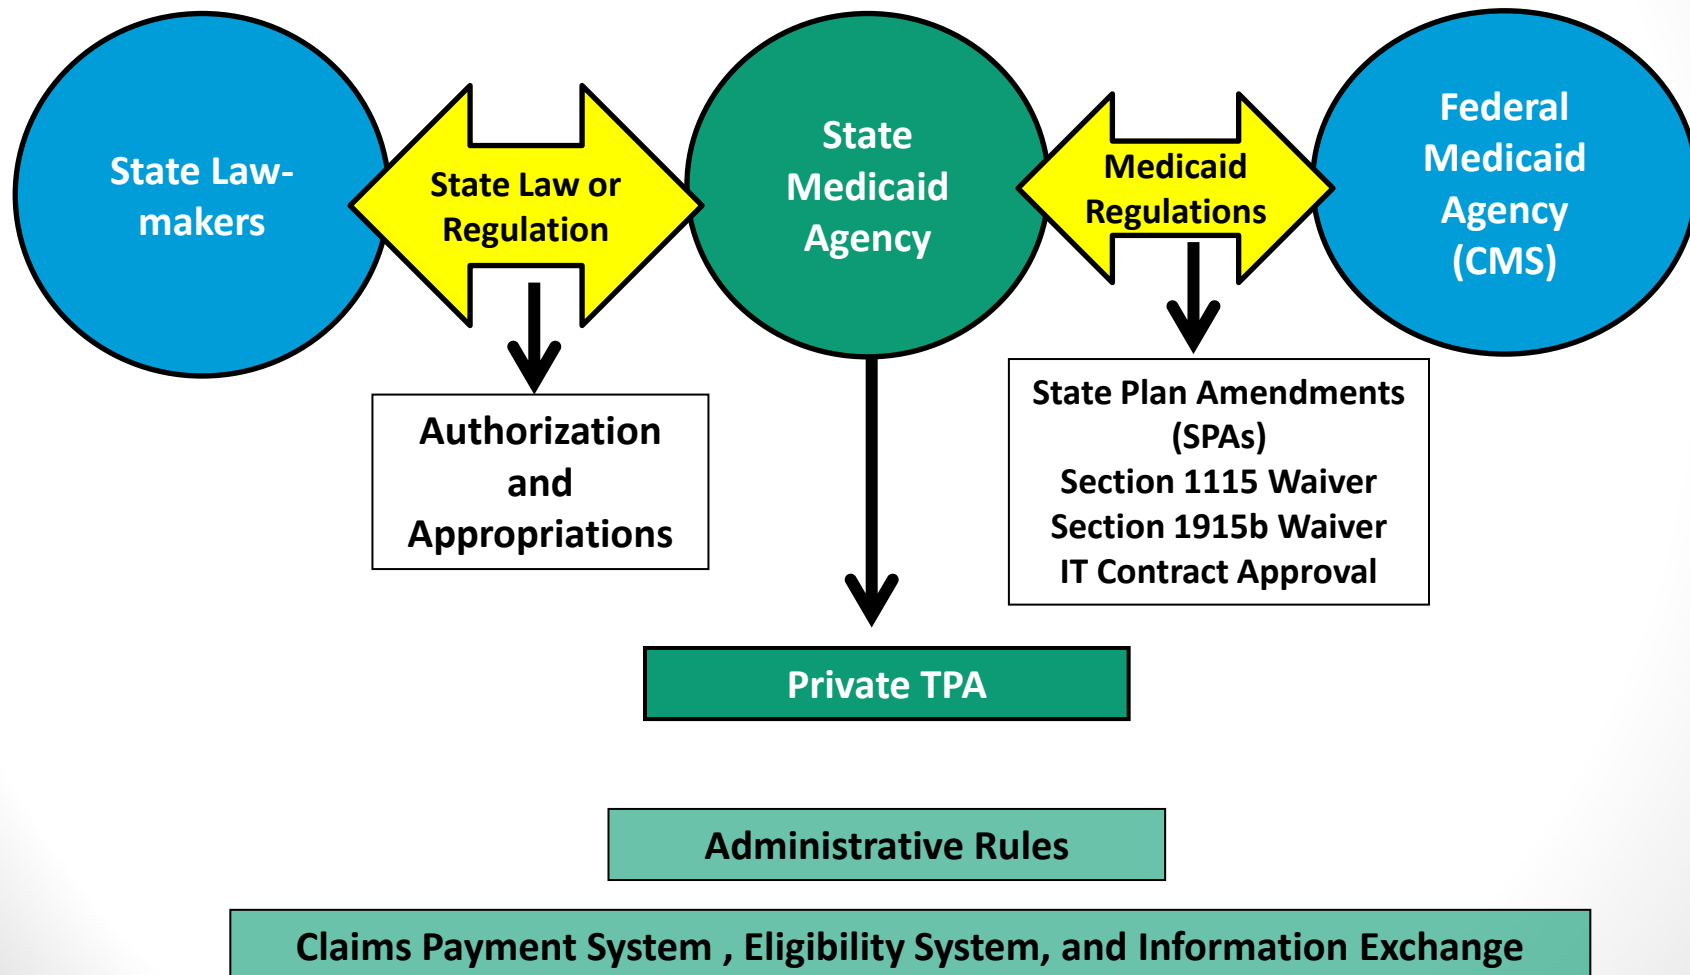 State Law-
makers
State Law or
Regulation
State
Medicaid
Agency
Medicaid
Regulations
Federal
Medicaid
Agency
(CMS)
Authorization
and
Appropriations
State Plan Amendments
(SPAs)
Section 1115 Waiver
Section 1915b Waiver
IT Contract Approval
Private TPA
Administrative Rules
Claims Payment System , Eligibility System, and Information Exchange